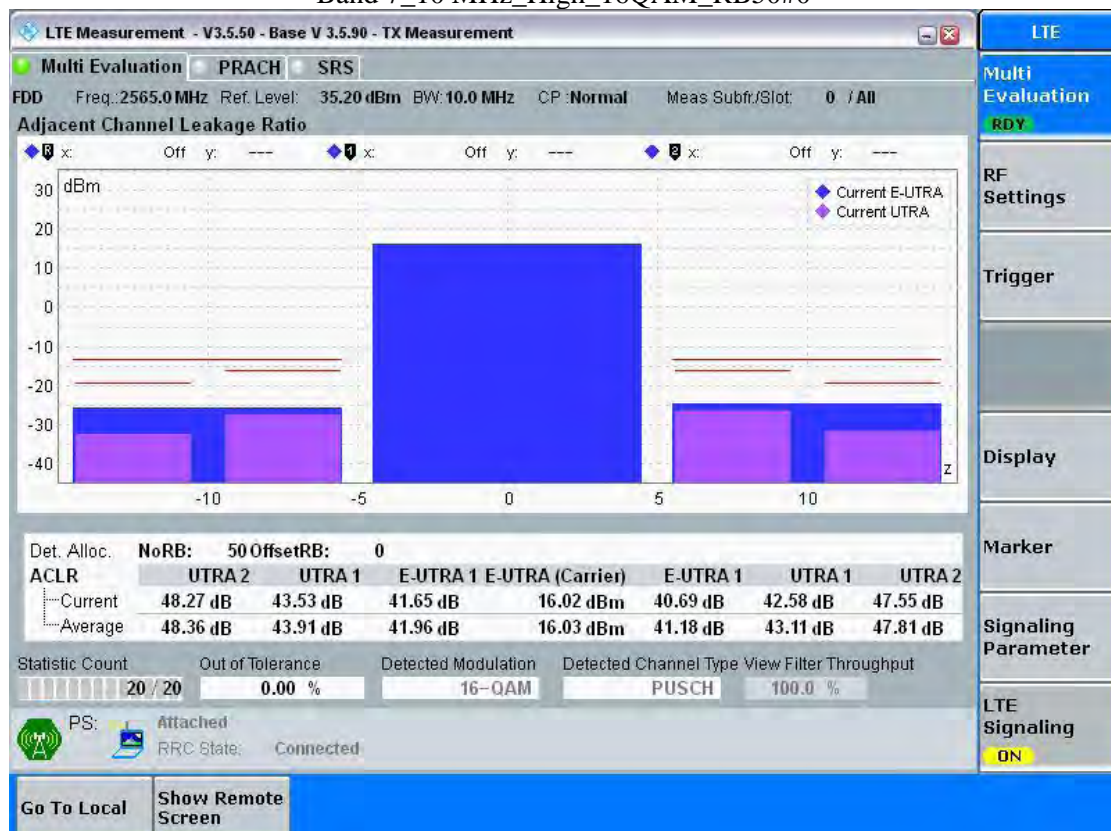 Band 7_10 MHz_High_16QAM_RB50#0
LTE Measurement - V3.5.50 - Base V 3.5.90 - TX Measurement
LTE
Multi Evaluation PRACH SRS
Multi Evaluation
RDY
FDD Freq.:2565.0 MHz Ref. Level: 35.20 dBm BW:10.0 MHz CP :Normal Meas Subfr./Slot: 0 / All
Adjacent Channel Leakage Ratio
R x: Off y: --- 1 x: Off y: --- 2 x: Off y: ---
dBm
Current E-UTRA
Current UTRA
30
20
10
0
-10
-20
-30
-40
z
-10 -5 0 5 10
RF Settings
Trigger
Display
Marker
Signaling Parameter
LTE Signaling
ON
Det. Alloc. NoRB: 50 OffsetRB: 0
ACLR UTRA 2 UTRA 1 E-UTRA 1 E-UTRA (Carrier) E-UTRA 1 UTRA 1 UTRA 2
Current 48.27 dB 43.53 dB 41.65 dB 16.02 dBm 40.69 dB 42.58 dB 47.55 dB
Average 48.36 dB 43.91 dB 41.96 dB 16.03 dBm 41.18 dB 43.11 dB 47.81 dB
Statistic Count Out of Tolerance Detected Modulation Detected Channel Type View Filter Throughput
20 / 20 0.00 % 16-QAM PUSCH 100.0 %
PS: Attached
RRC State: Connected
Go To Local
Show Remote Screen